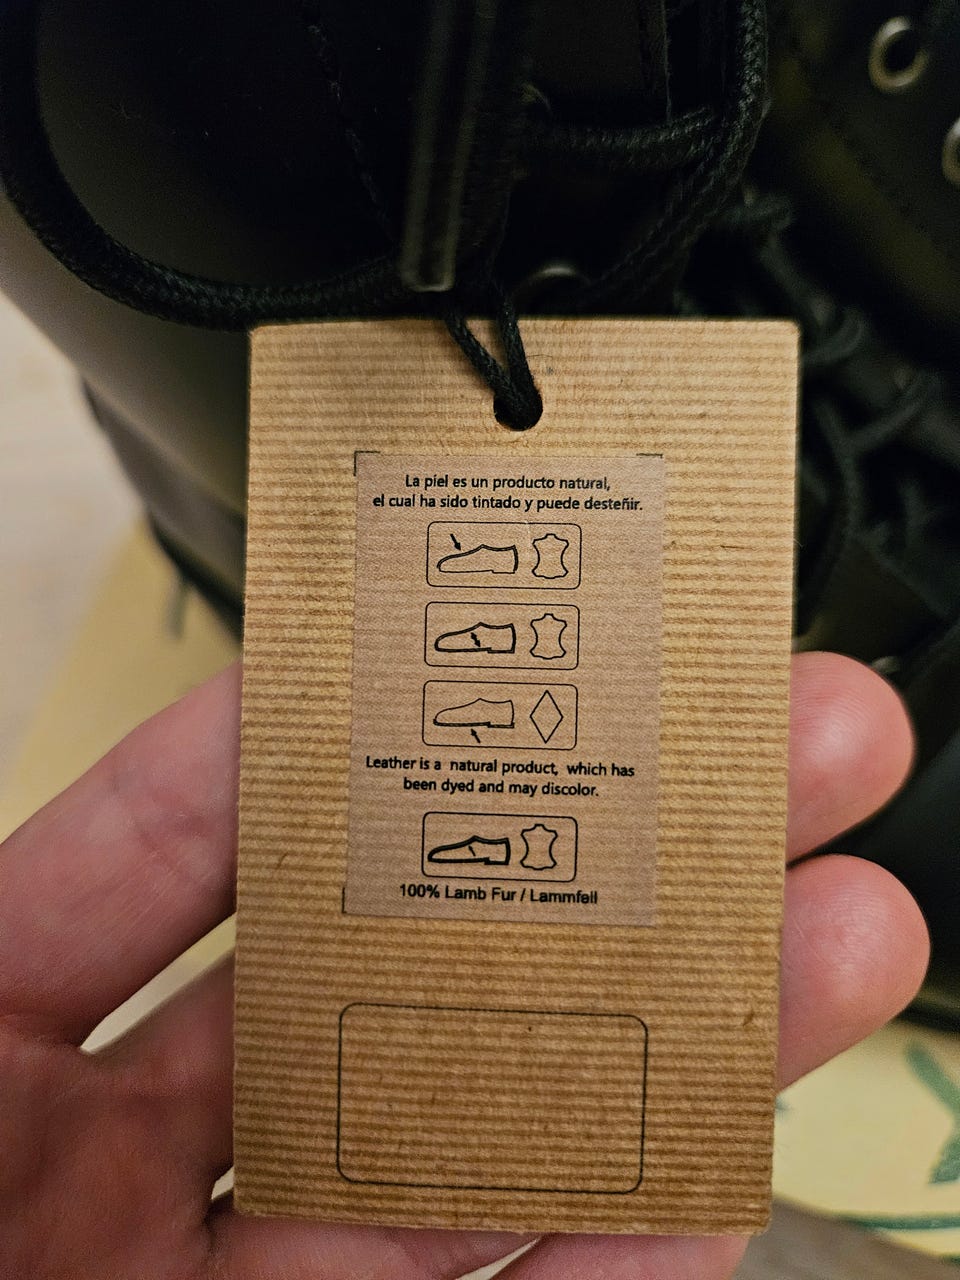 La piel es un producto natural,
el cual ha sido tintado y puede desteñir.
Leather is a natural product, which has
been dyed and may discolor.
100% Lamb Fur / Lammfell